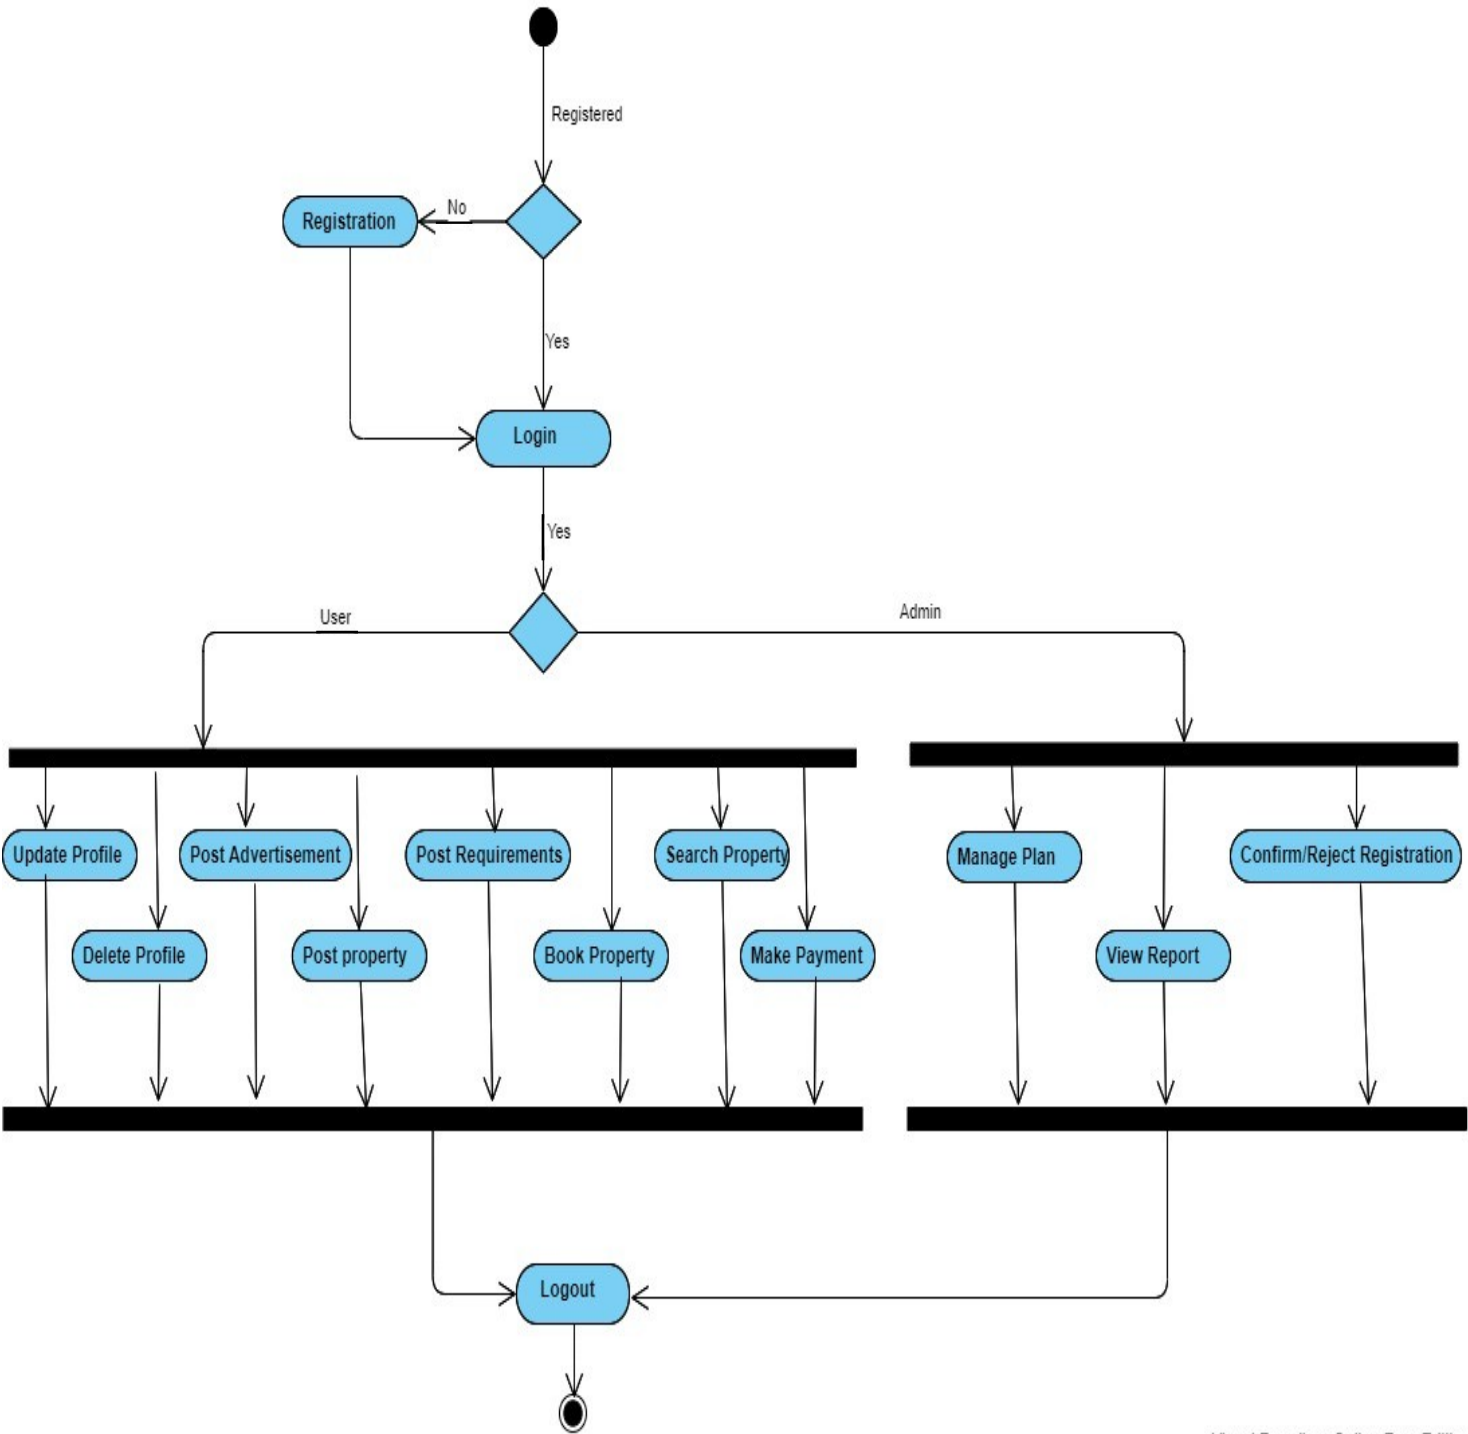 Registered
No
Registration
Yes
Login
Yes
User
Admin
Update Profile
Post Advertisement
Post Requirements
Search Property
Manage Plan
Confirm/Reject Registration
Delete Profile
Post property
Book Property
Make Payment
View Report
Logout